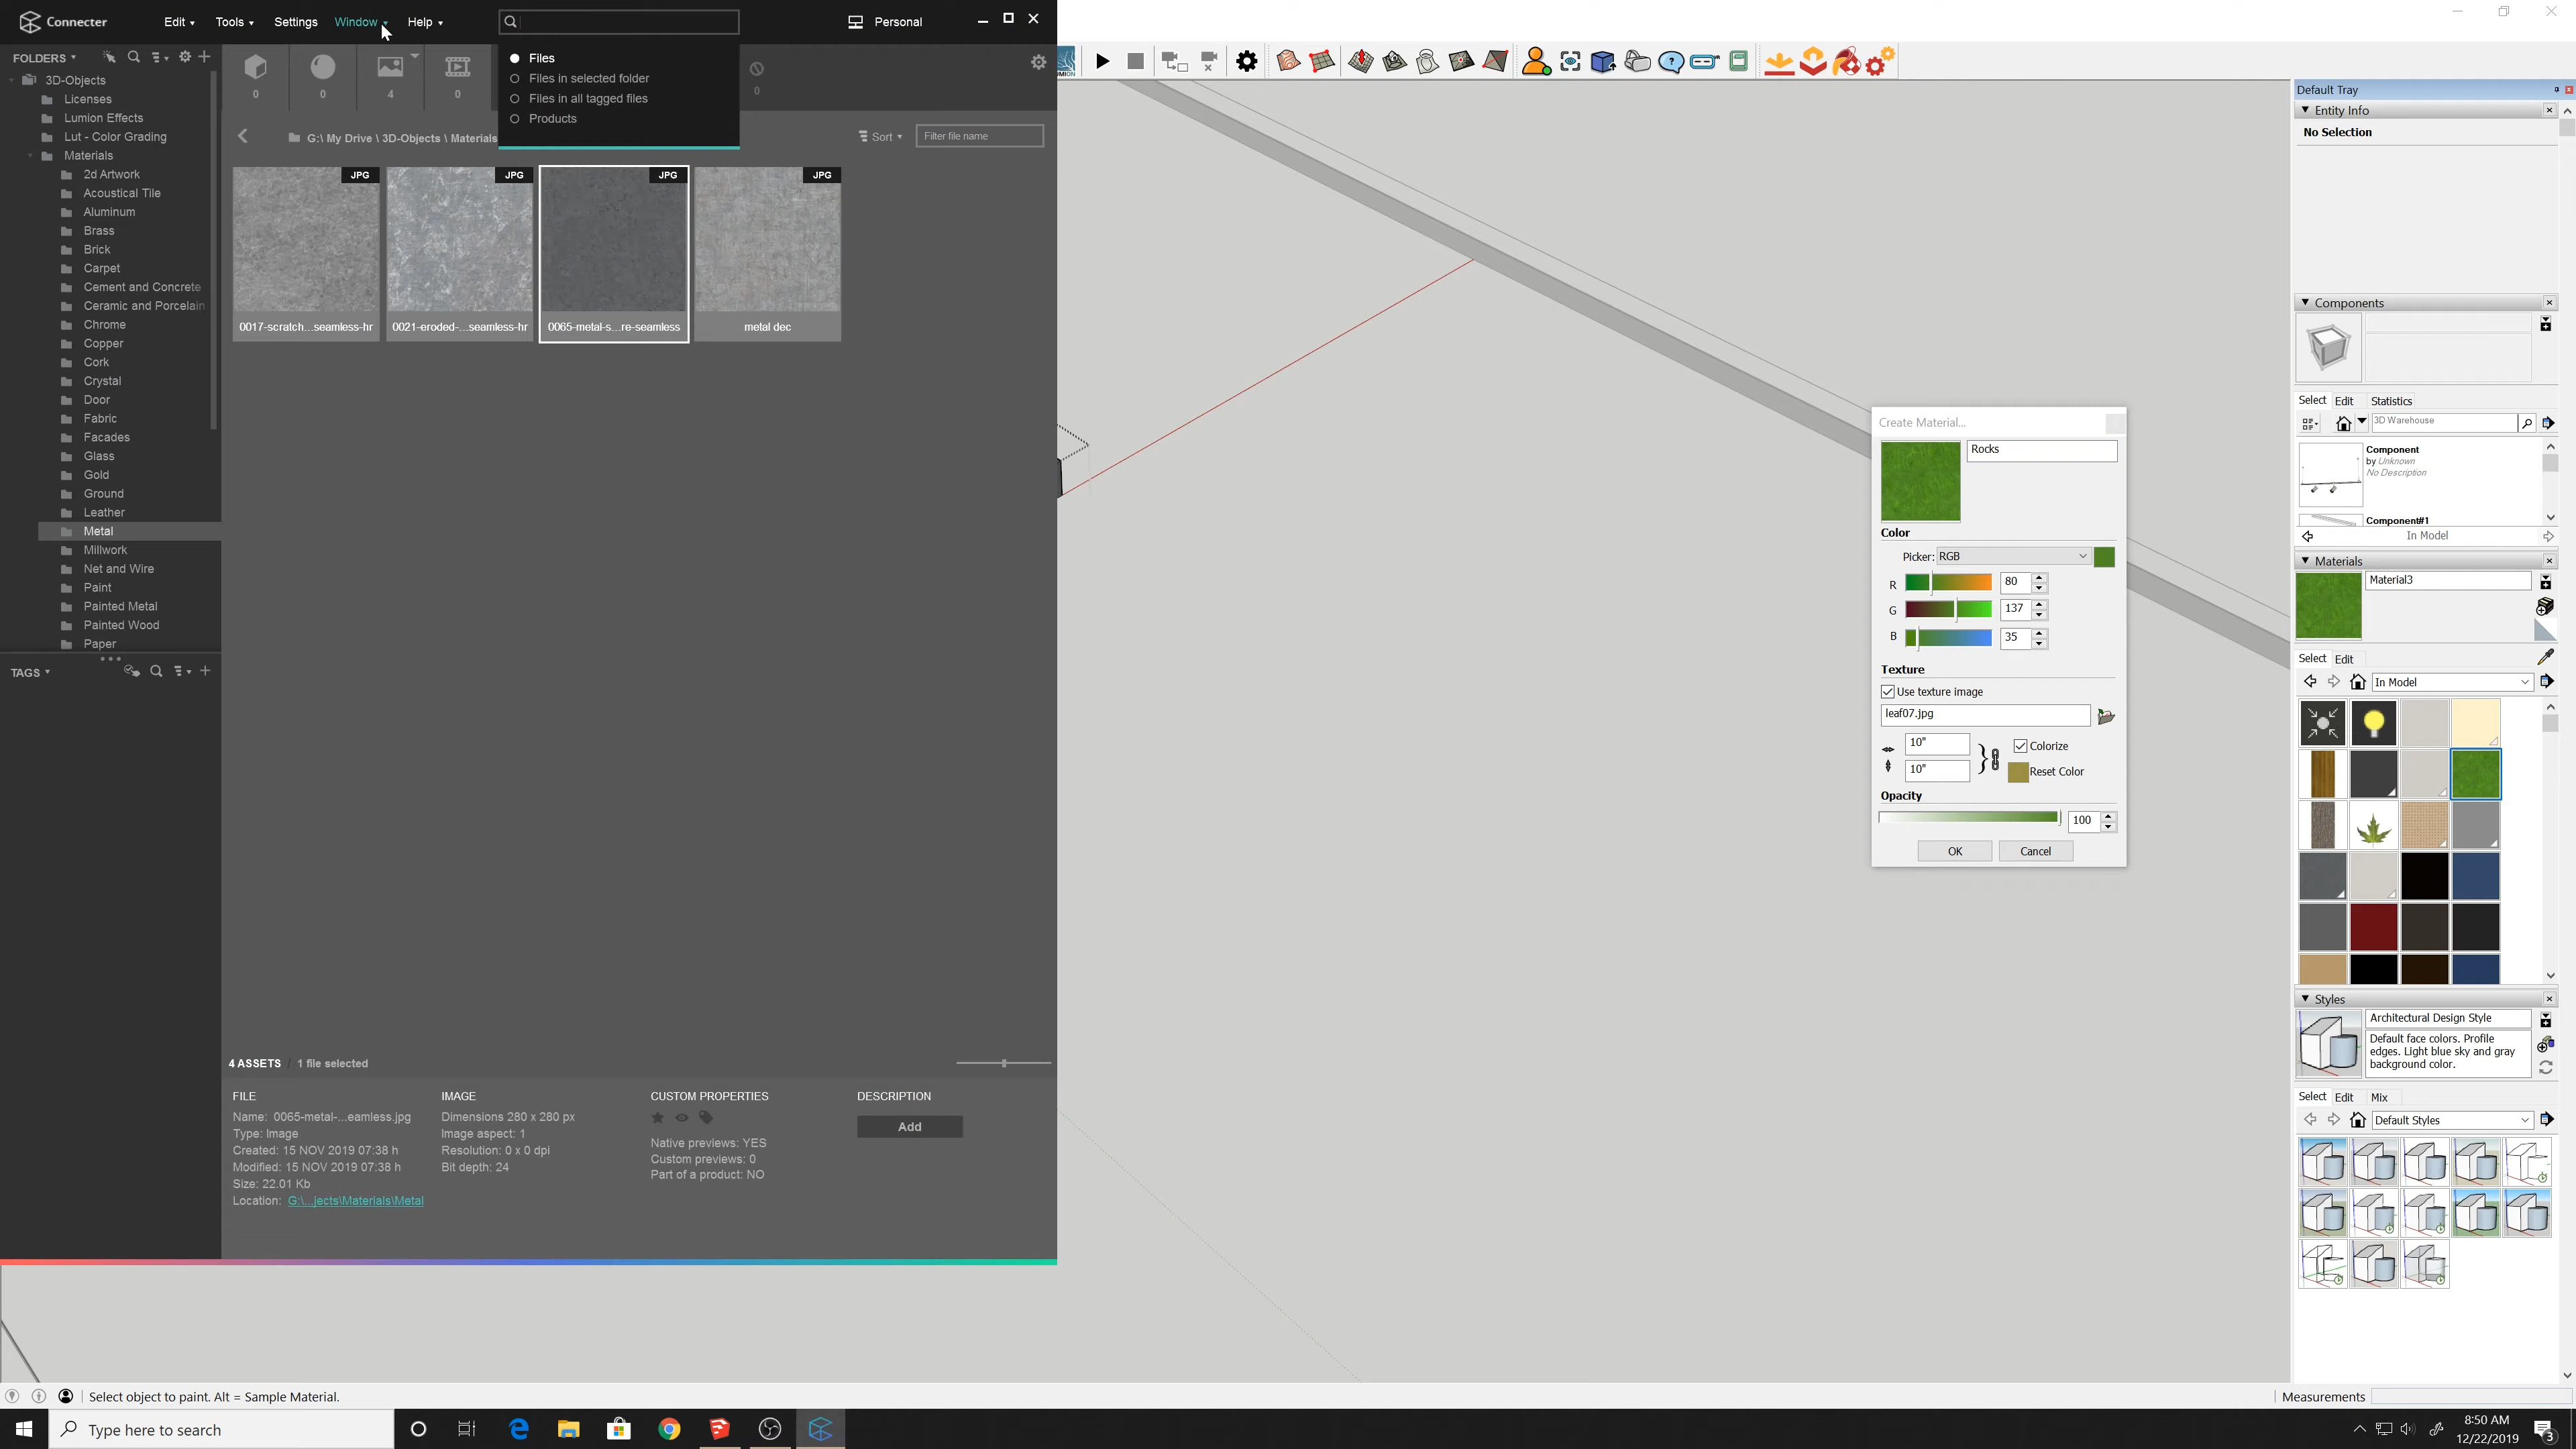 Connecter
Edit
Tools
Settings
Window
Help
Personal
FOLDERS
0
0
4
0
0
Files
Files in selected folder
Files in all tagged files
Products
3D-Objects
Licenses
Lumion Effects
Lut - Color Grading
Materials
2d Artwork
Acoustical Tile
Aluminum
Brass
Brick
Carpet
Cement and Concrete
Ceramic and Porcelain
Chrome
Copper
Cork
Crystal
Door
Fabric
Facades
Glass
Gold
Ground
Leather
Metal
Millwork
Net and Wire
Paint
Painted Metal
Painted Wood
Paper
TAGS
G:\ My Drive \ 3D-Objects \ Materials
Sort
Filter file name
JPG
JPG
JPG
JPG
0017-scratch...seamless-hr
0021-eroded-...seamless-hr
0065-metal-s...re-seamless
metal dec
4 ASSETS / 1 file selected
FILE
Name: 0065-metal-...eamless.jpg
Type: Image
Created: 15 NOV 2019 07:38 h
Modified: 15 NOV 2019 07:38 h
Size: 22.01 Kb
Location: G:\...jects\Materials\Metal
IMAGE
Dimensions 280 x 280 px
Image aspect: 1
Resolution: 0 x 0 dpi
Bit depth: 24
CUSTOM PROPERTIES
Native previews: YES
Custom previews: 0
Part of a product: NO
DESCRIPTION
Add
Create Material...
Rocks
Color
Picker: RGB
R 80
G 137
B 35
Texture
Use texture image
leaf07.jpg
10"
10"
Colorize
Reset Color
Opacity
100
OK
Cancel
Default Tray
Entity Info
No Selection
Components
Select Edit Statistics
3D Warehouse
Component
by Unknown
No Description
Component#1
In Model
Materials
Material3
Select Edit
In Model
Styles
Architectural Design Style
Default face colors. Profile
edges. Light blue sky and gray
background color.
Select Edit Mix
Default Styles
Select object to paint. Alt = Sample Material.
Measurements
Type here to search
8:50 AM
12/22/2019
3